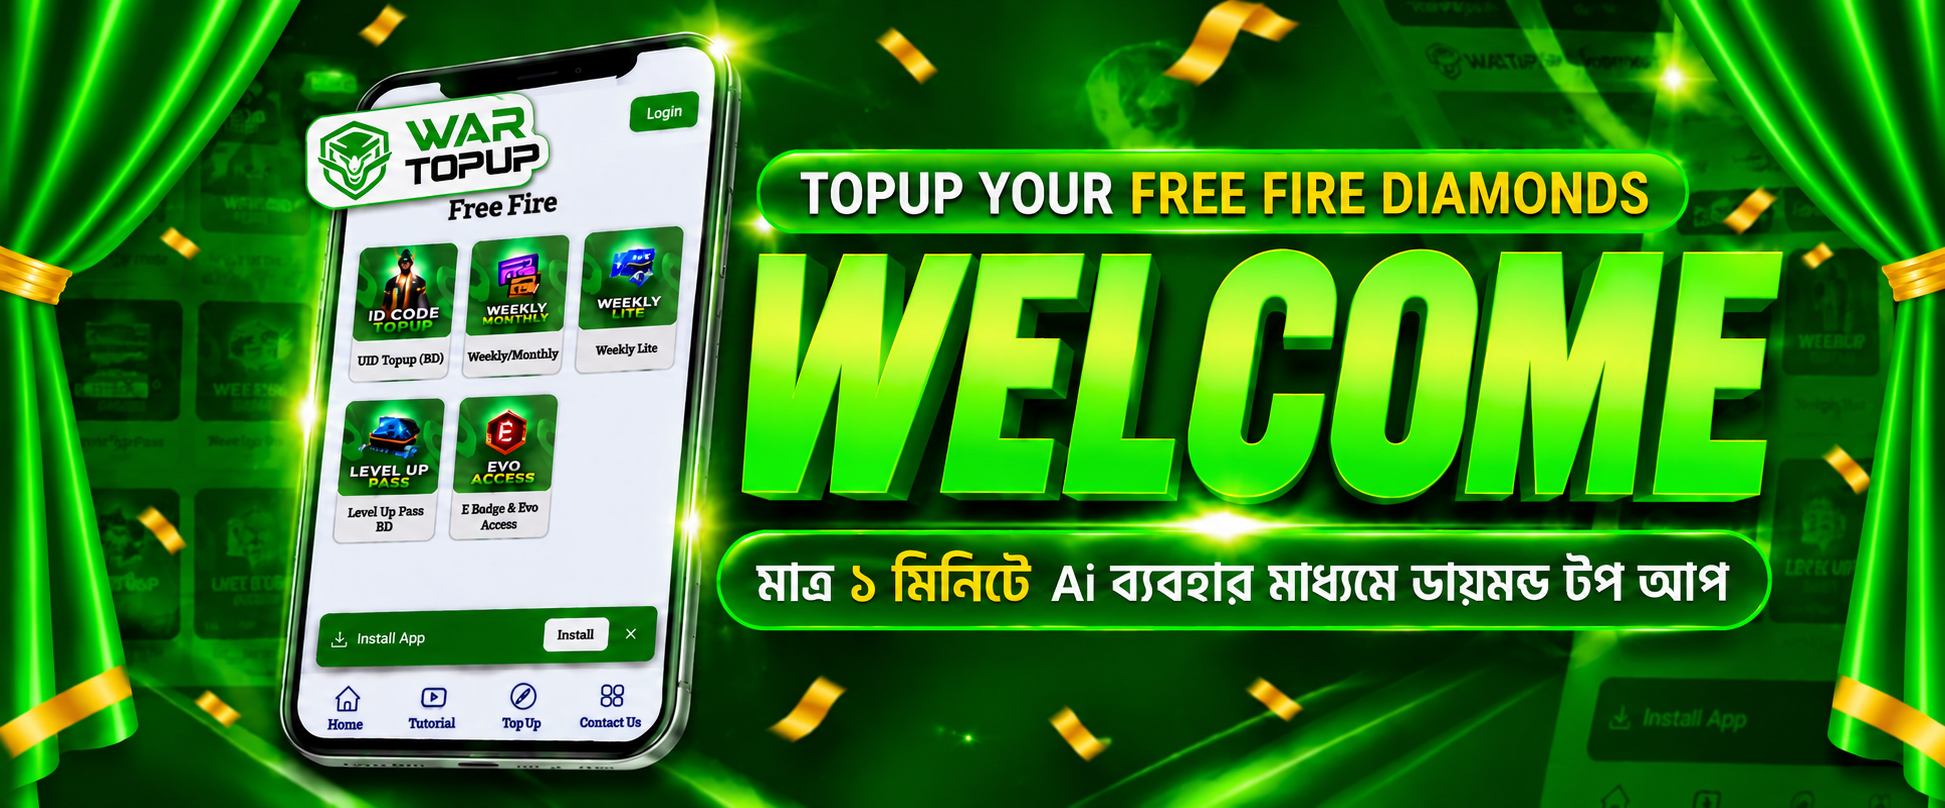 WAR
TOPUP
Login
Free Fire
ID CODE
TOPUP
UID Topup (BD)
WEEKLY
MONTHLY
Weekly/Monthly
WEEKLY
LITE
Weekly Lite
LEVEL UP
PASS
Level Up Pass
BD
EVO
ACCESS
E Badge & Evo
Access
Install App
Install
Home
Tutorial
Top Up
Contact Us
TOPUP YOUR FREE FIRE DIAMONDS
WELCOME
মাত্র ১ মিনিটে Ai ব্যবহার মাধ্যমে ডায়মন্ড টপ আপ
Install App